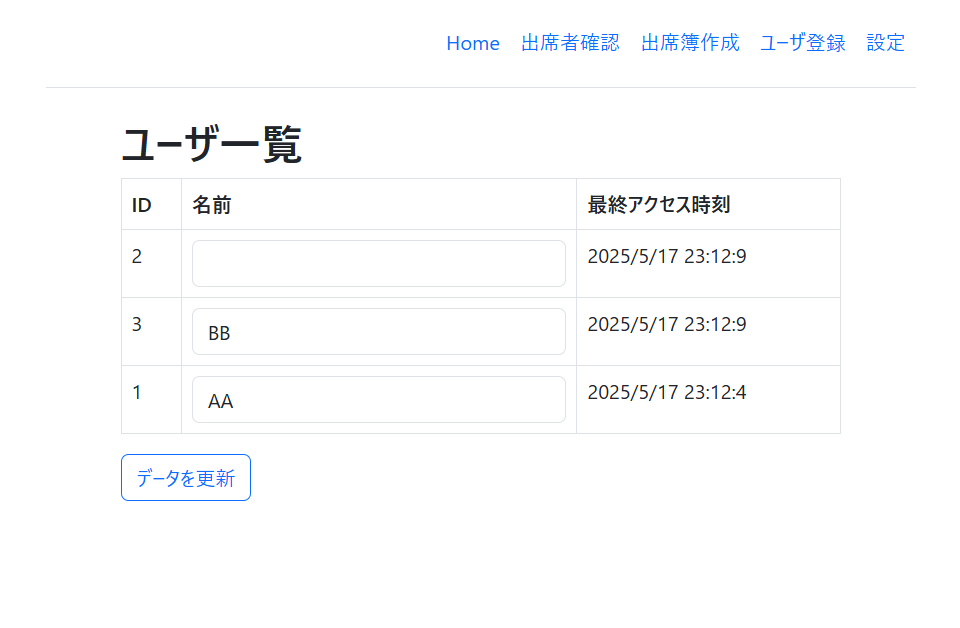 Home 出席者確認 出席簿作成 ユーザ登録 設定
ユーザ一覧
ID 名前 最終アクセス時刻
2 2025/5/17 23:12:9
3 BB 2025/5/17 23:12:9
1 AA 2025/5/17 23:12:4
データを更新